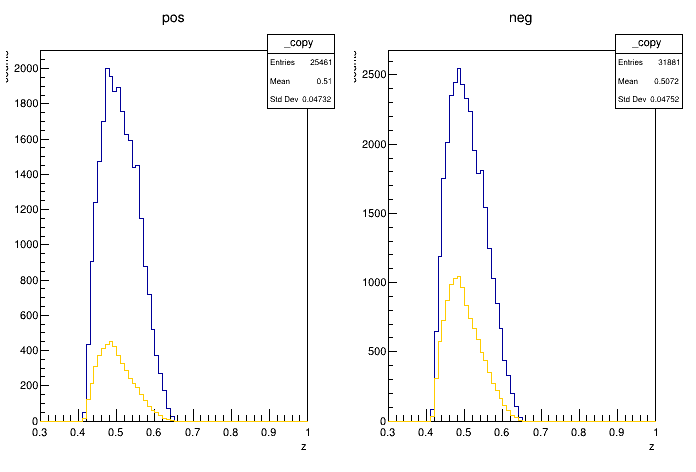 pos
_copy
Entries 25461
Mean 0.51
Std Dev 0.04732
2000
1800
1600
1400
1200
1000
800
600
400
200
0
0.3 0.4 0.5 0.6 0.7 0.8 0.9 1
z
neg
_copy
Entries 31881
Mean 0.5072
Std Dev 0.04752
2500
2000
1500
1000
500
0
0.3 0.4 0.5 0.6 0.7 0.8 0.9 1
z